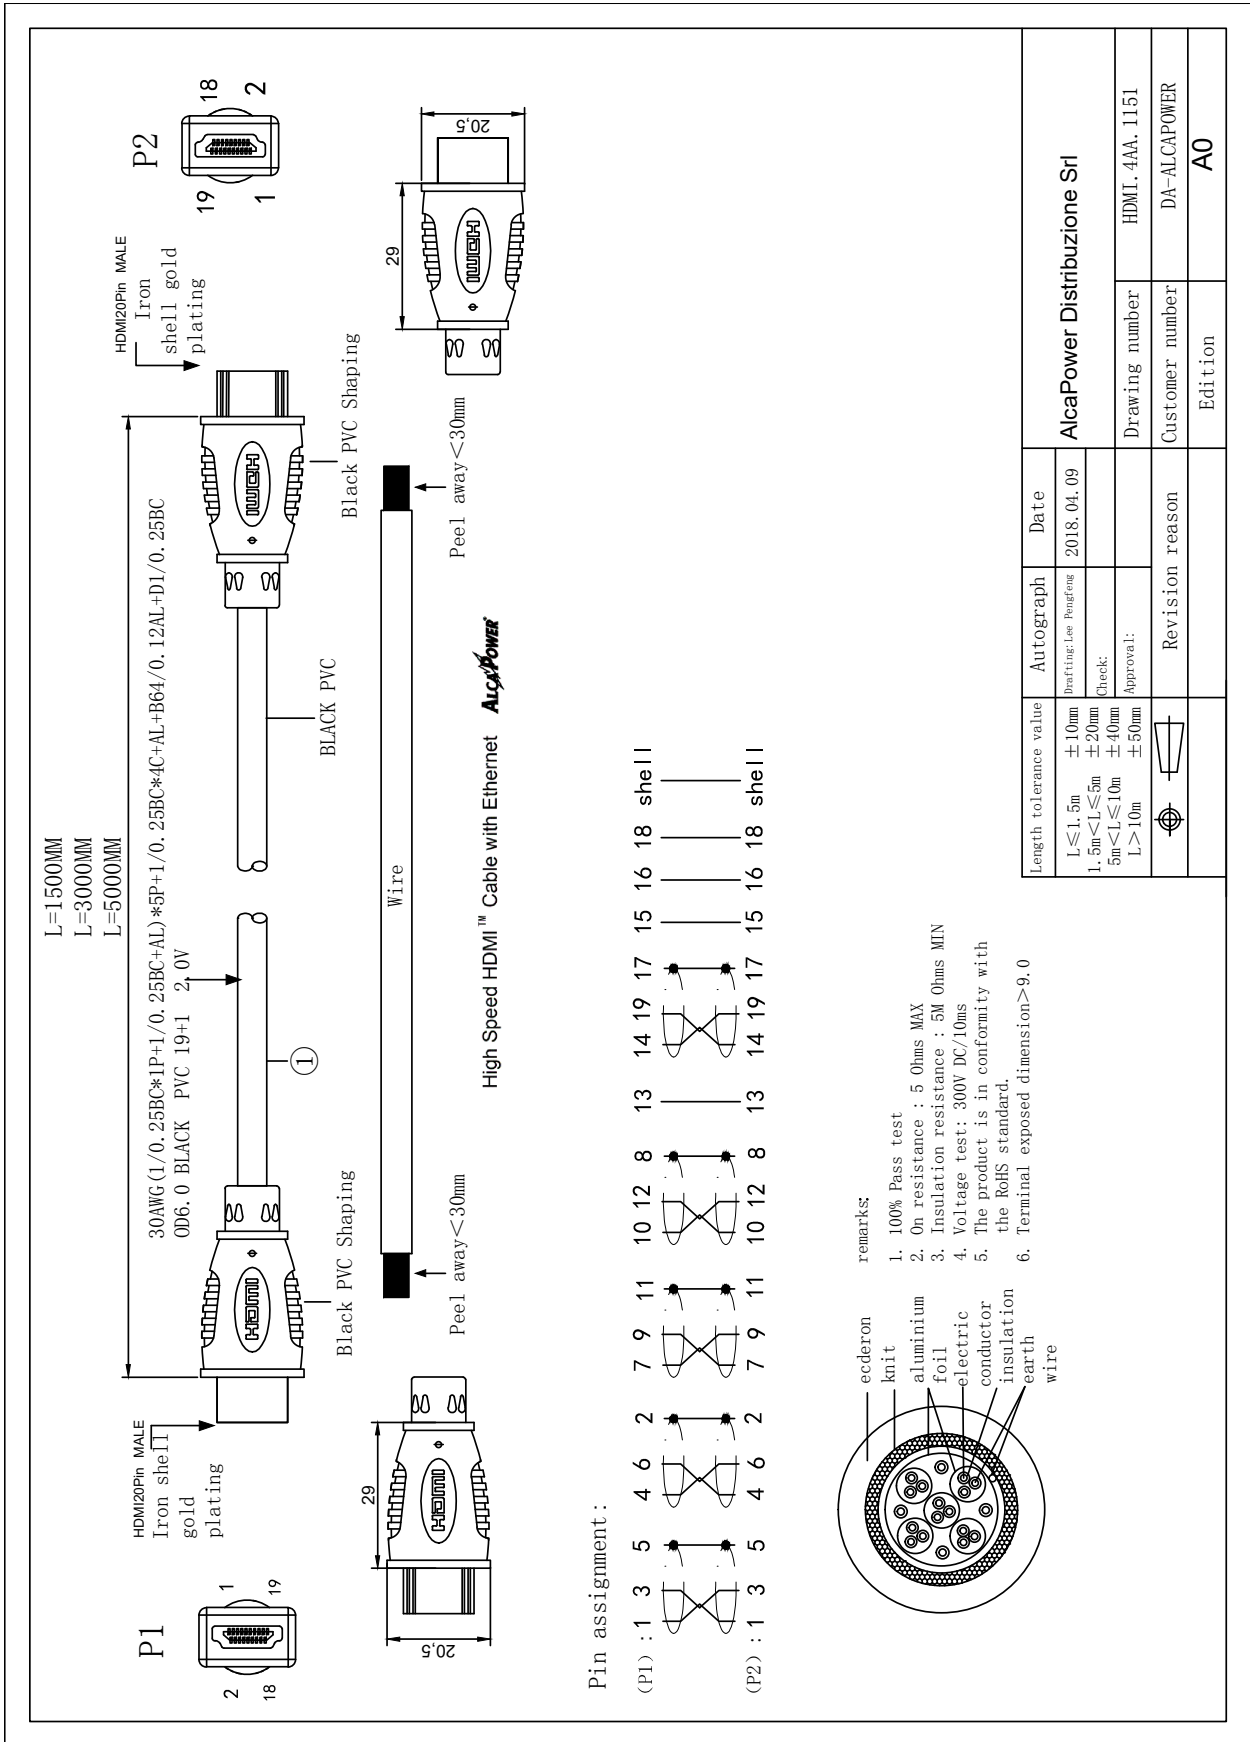 L=1500MM
L=3000MM
L=5000MM
P1
2
1
18
19
HDMI20Pin MALE
Iron shell
gold
plating
30AWG(1/0.25BC*1P+1/0.25BC+AL)*5P+1/0.25BC*4C+AL+B64/0.12AL+D1/0.25BC
OD6.0 BLACK PVC 19+1 2.0V
HDMI20Pin MALE
Iron
shell gold
plating
P2
19
18
1
2
HDMI
HDMI
1
BLACK PVC
Black PVC Shaping
Black PVC Shaping
20,5
29
HDMI
Peel away<30mm
Wire
Peel away<30mm
29
20,5
HDMI
High Speed HDMI™ Cable with Ethernet ALCAPOWER®
Pin assignment:
(P1) : 1 3 5 4 6 2 7 9 11 10 12 8 13 14 19 17 15 16 18 shell
(P2) : 1 3 5 4 6 2 7 9 11 10 12 8 13 14 19 17 15 16 18 shell
ecderon
knit
aluminium
foil
electric
conductor
insulation
earth
wire
remarks:
1. 100% Pass test
2. On resistance : 5 Ohms MAX
3. Insulation resistance : 5M Ohms MIN
4. Voltage test: 300V DC/10ms
5. The product is in conformity with
the RoHS standard.
6. Terminal exposed dimension>9.0
Length tolerance value
L≤1.5m ±10mm
1.5m<L≤5m ±20mm
5m<L≤10m ±40mm
L>10m ±50mm
Autograph
Date
Drafting:Lee Pengfeng
2018.04.09
Check:
Approval:
Revision reason
AlcaPower Distribuzione Srl
Drawing number
HDMI.4AA.1151
Customer number
DA-ALCAPOWER
Edition
A0